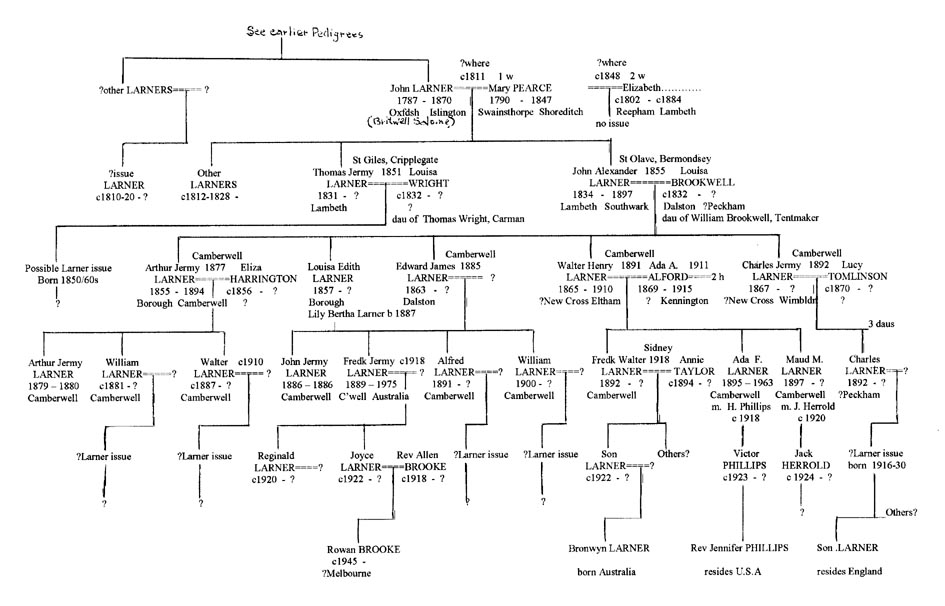 See earlier Pedigrees
?where ?where
c1811 1 w c1848 2 w
?other LARNERS=====? John LARNER=====Mary PEARCE ======Elizabeth............
1787 - 1870 1790 - 1847 c1802 - c1884
Oxfdsh Islington Swainsthorpe Shoreditch Reepham Lambeth
(Britwell Salome) no issue
St Giles, Cripplegate St Olave, Bermondsey
?issue Other Thomas Jermy 1851 Louisa John Alexander 1855 Louisa
LARNER LARNERS LARNER======WRIGHT LARNER======BROOKWELL
c1810-20 - ? c1812-1828 - 1831 - ? c1832 - ? 1834 - 1897 c1832 - ?
Lambeth ? Lambeth Southwark Dalston ?Peckham
dau of Thomas Wright, Carman dau of William Brookwell, Tentmaker
Camberwell Camberwell Camberwell Camberwell
Possible Larner issue Arthur Jermy 1877 Eliza Louisa Edith Edward James 1885 Walter Henry 1891 Ada A. 1911 Charles Jermy 1892 Lucy
Born 1850/60s LARNER=====HARRINGTON LARNER LARNER=====? LARNER=====ALFORD===2 h LARNER=====TOMLINSON
? 1855 - 1894 c1856 - ? 1857 - ? 1863 - ? 1865 - 1910 1869 - 1915 1867 - ? c1870 - ?
Borough Camberwell ? Borough Dalston ?New Cross Eltham ? Kennington ?New Cross Wimbldn ?
Lily Bertha Larner b 1887
3 daus
Sidney
Arthur Jermy William Walter c1910 John Jermy Fredk Jermy c1918 Alfred William Fredk Walter 1918 Annie Ada F. Maud M. Charles
LARNER LARNER=====? LARNER=====? LARNER LARNER=====? LARNER====? LARNER====? LARNER=====TAYLOR LARNER LARNER LARNER===?
1879 – 1880 c1881 - ? c1887 - ? 1886 – 1886 1889 – 1975 1891 - ? 1900 - ? 1892 - ? c1894 - ? 1895 – 1963 1897 - ? 1892 - ?
Camberwell Camberwell Camberwell Camberwell C'well Australia Camberwell Camberwell Camberwell Camberwell Camberwell ?Peckham
m. H. Phillips m. J. Herrold
c 1918 c 1920
?Larner issue ?Larner issue Reginald Joyce Rev Allen ?Larner issue ?Larner issue Son Others? Victor Jack ?Larner issue
LARNER====? LARNER====BROOKE LARNER====? PHILLIPS HERROLD born 1916-30
c1920 - ? c1922 - ? c1918 - ? c1922 - ? c1923 - ? c 1924 - ?
? ? ? ? ? Others?
Rowan BROOKE Bronwyn LARNER Rev Jennifer PHILLIPS Son .LARNER
c1945 -
?Melbourne born Australia resides U.S.A resides England